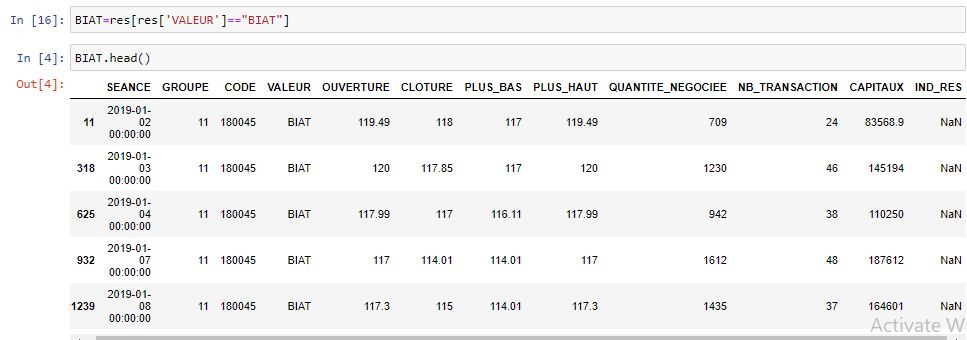 In [16]: BIAT=res[res['VALEUR']=="BIAT"]
In [4]: BIAT.head()
Out[4]:
SEANCE GROUPE CODE VALEUR OUVERTURE CLOTURE PLUS_BAS PLUS_HAUT QUANTITE_NEGOCIEE NB_TRANSACTION CAPITAUX IND_RES
2019-01-
11 02 11 180045 BIAT 119.49 118 117 119.49 709 24 83568.9 NaN
00:00:00
2019-01-
318 03 11 180045 BIAT 120 117.85 117 120 1230 46 145194 NaN
00:00:00
2019-01-
625 04 11 180045 BIAT 117.99 117 116.11 117.99 942 38 110250 NaN
00:00:00
2019-01-
932 07 11 180045 BIAT 117 114.01 114.01 117 1612 48 187612 NaN
00:00:00
2019-01-
1239 08 11 180045 BIAT 117.3 115 114.01 117.3 1435 37 164601 NaN
00:00:00
Activate Wi